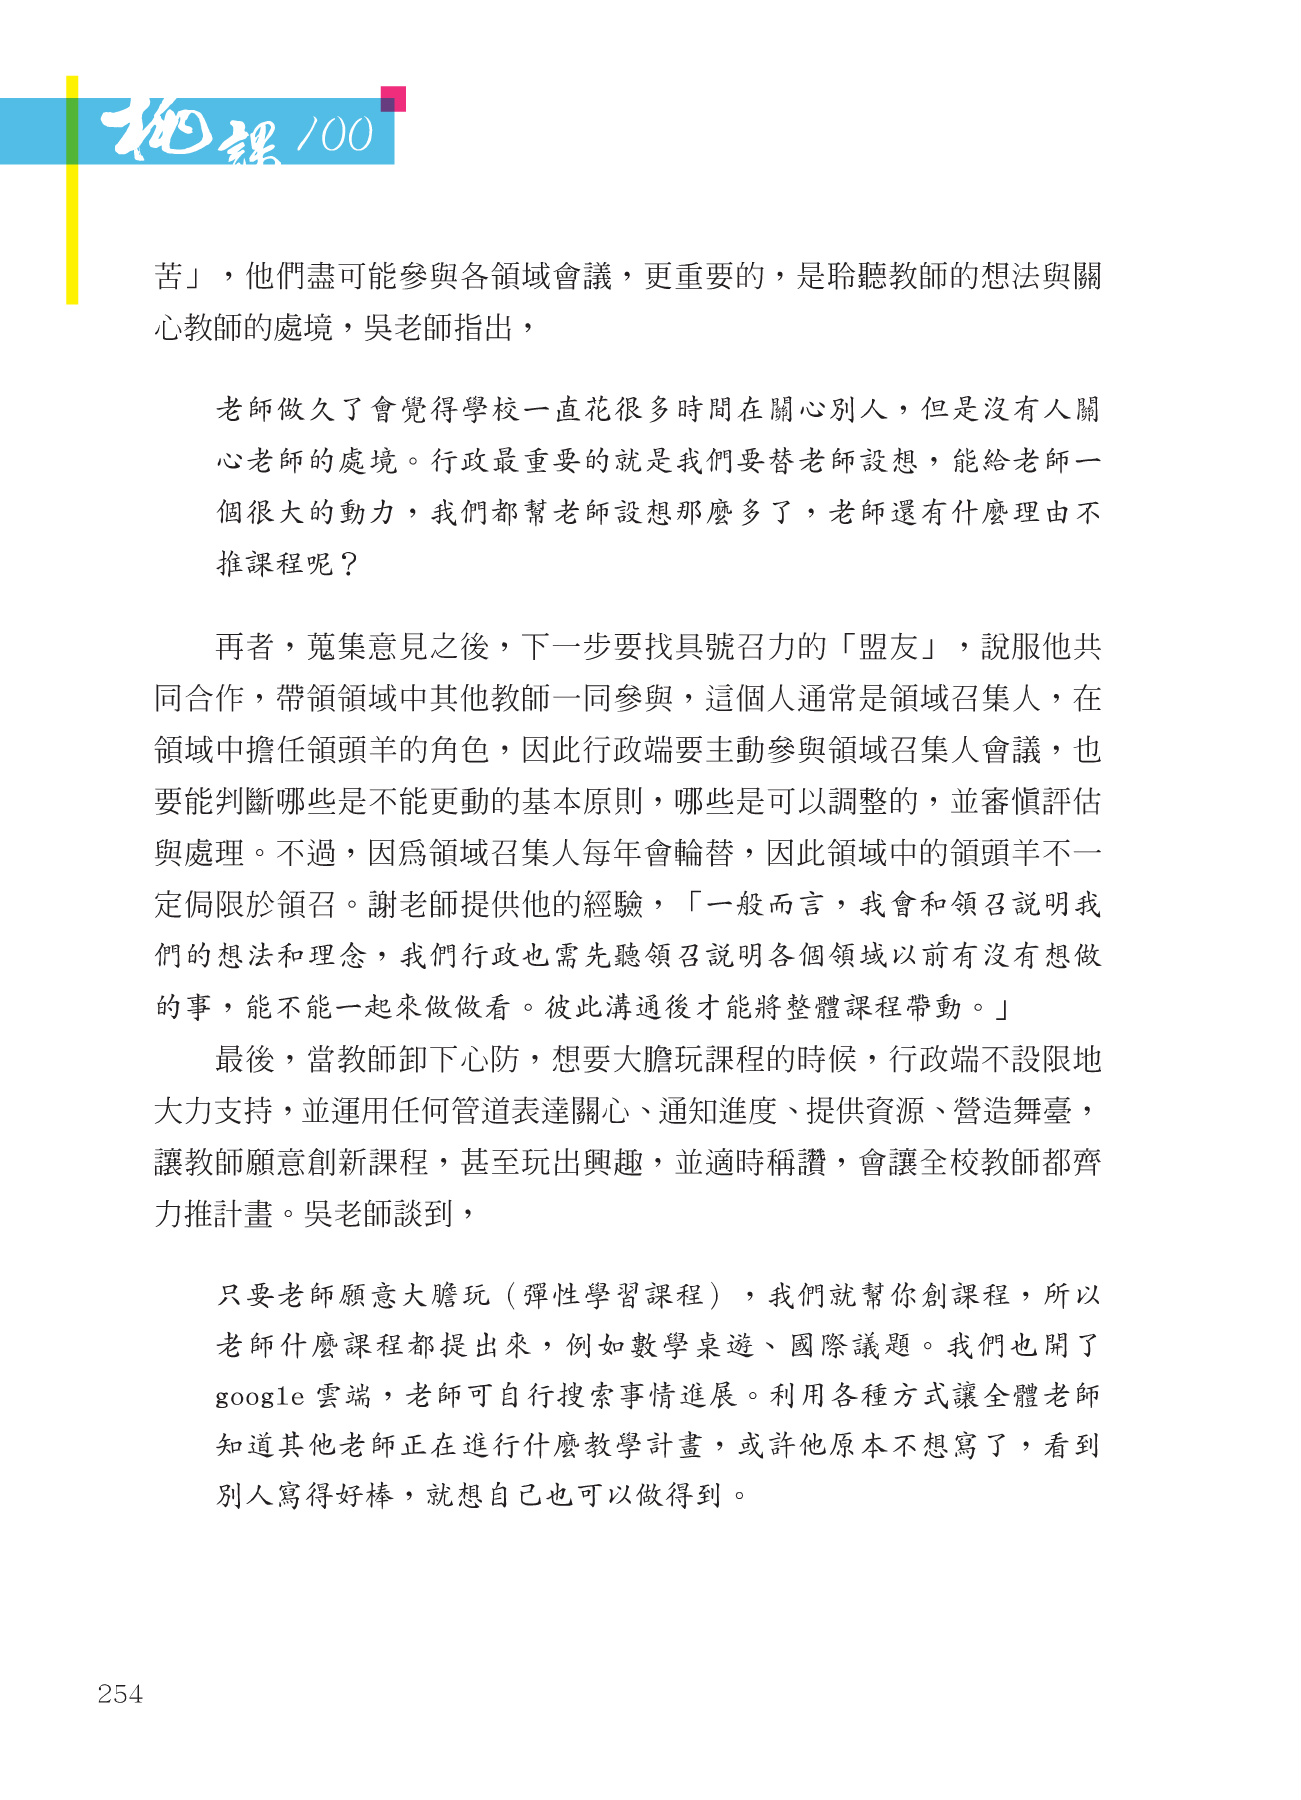 桃課100
苦」，他們盡可能參與各領域會議，更重要的，是聆聽教師的想法與關
心教師的處境，吳老師指出，
老師做久了會覺得學校一直花很多時間在關心別人，但是沒有人關
心老師的處境。行政最重要的就是我們要替老師設想，能給老師一
個很大的動力，我們都幫老師設想那麼多了，老師還有什麼理由不
推課程呢？
再者，蒐集意見之後，下一步要找具號召力的「盟友」，說服他共
同合作，帶領領域中其他教師一同參與，這個人通常是領域召集人，在
領域中擔任領頭羊的角色，因此行政端要主動參與領域召集人會議，也
要能判斷哪些是不能更動的基本原則，哪些是可以調整的，並審慎評估
與處理。不過，因為領域召集人每年會輪替，因此領域中的領頭羊不一
定侷限於領召。謝老師提供他的經驗，「一般而言，我會和領召說明我
們的想法和理念，我們行政也需先聽領召說明各個領域以前有沒有想做
的事，能不能一起來做做看。彼此溝通後才能將整體課程帶動。」
最後，當教師卸下心防，想要大膽玩課程的時候，行政端不設限地
大力支持，並運用任何管道表達關心、通知進度、提供資源、營造舞臺，
讓教師願意創新課程，甚至玩出興趣，並適時稱讚，會讓全校教師都齊
力推計畫。吳老師談到，
只要老師願意大膽玩（彈性學習課程），我們就幫你創課程，所以
老師什麼課程都提出來，例如數學桌遊、國際議題。我們也開了
google 雲端，老師可自行搜索事情進展。利用各種方式讓全體老師
知道其他老師正在進行什麼教學計畫，或許他原本不想寫了，看到
別人寫得好棒，就想自己也可以做得到。
254